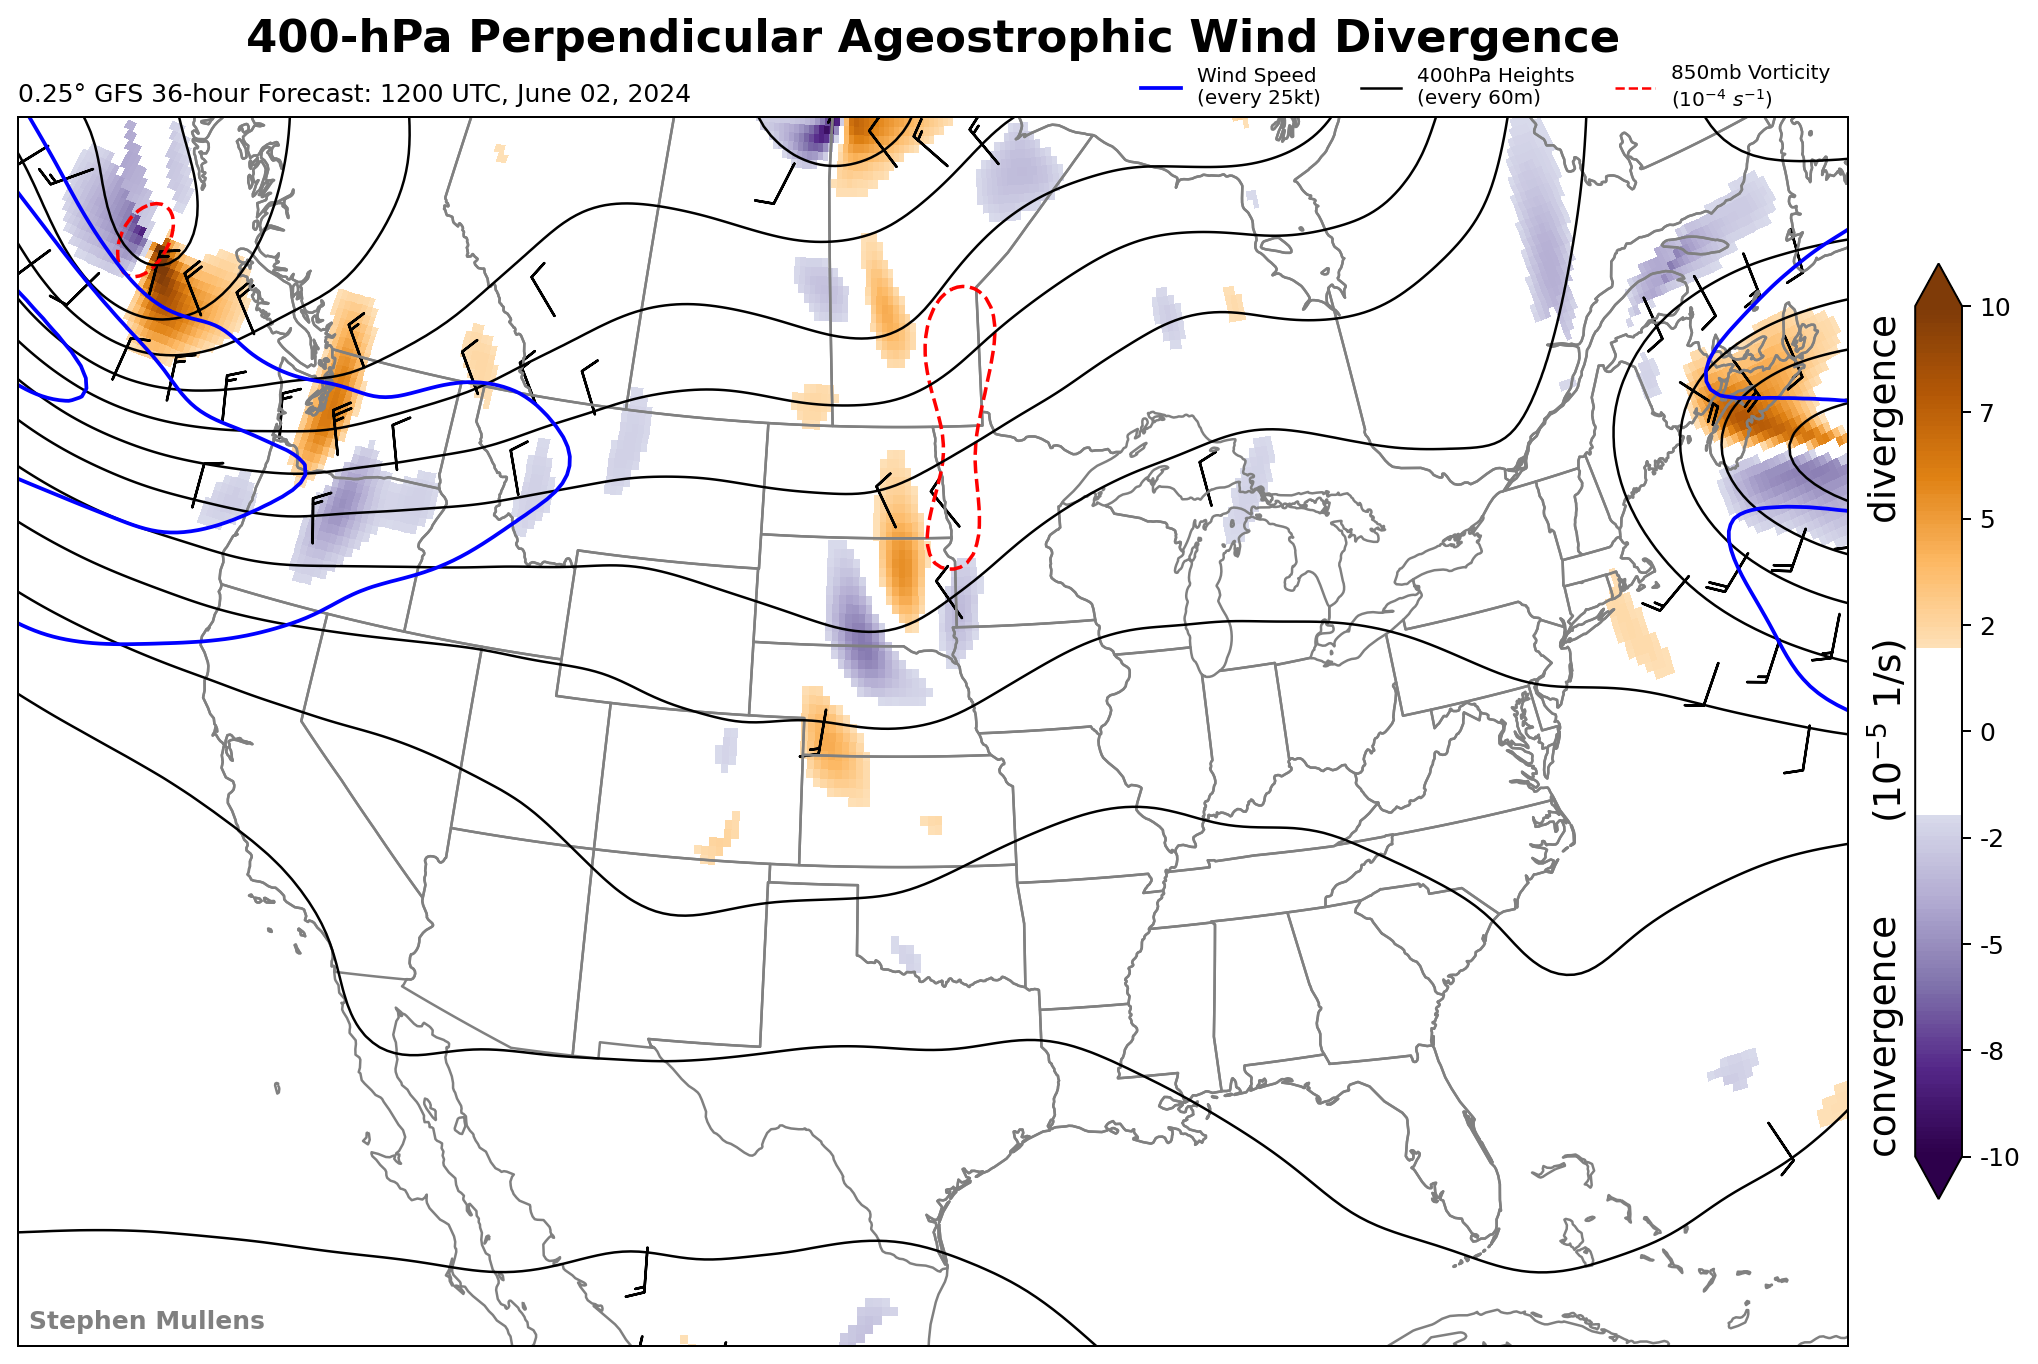 400-hPa Perpendicular Ageostrophic Wind Divergence
0.25° GFS 36-hour Forecast: 1200 UTC, June 02, 2024
Wind Speed
(every 25kt)
400hPa Heights
(every 60m)
850mb Vorticity
(10⁻⁴ s⁻¹)
10
7
5
2
0
-2
-5
-8
-10
convergence (10⁻⁵ 1/s) divergence
Stephen Mullens